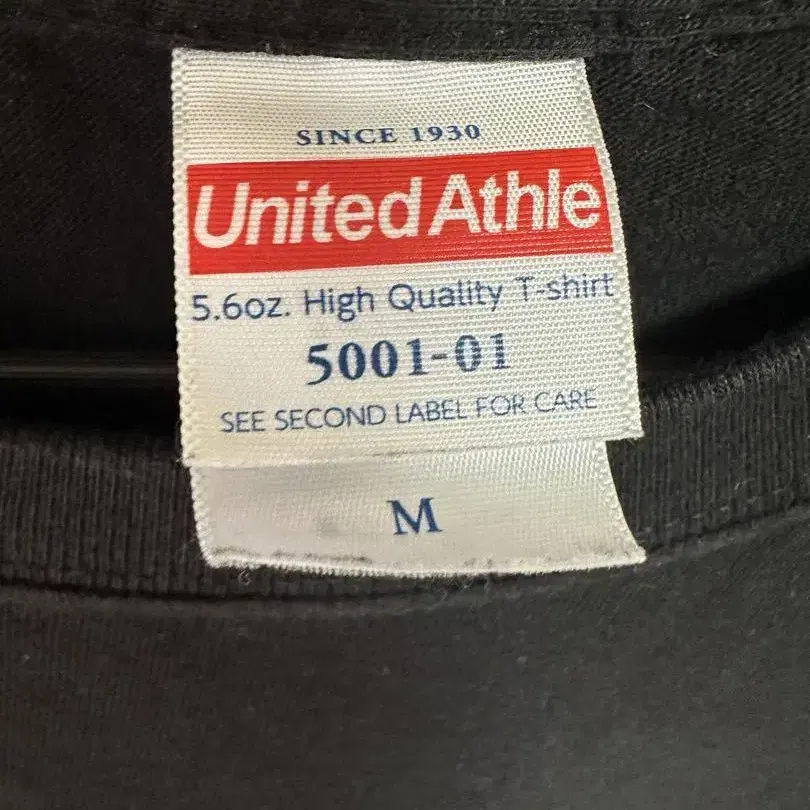 SINCE 1930
United Athle
5.6oz. High Quality T-shirt
5001-01
SEE SECOND LABEL FOR CARE
M